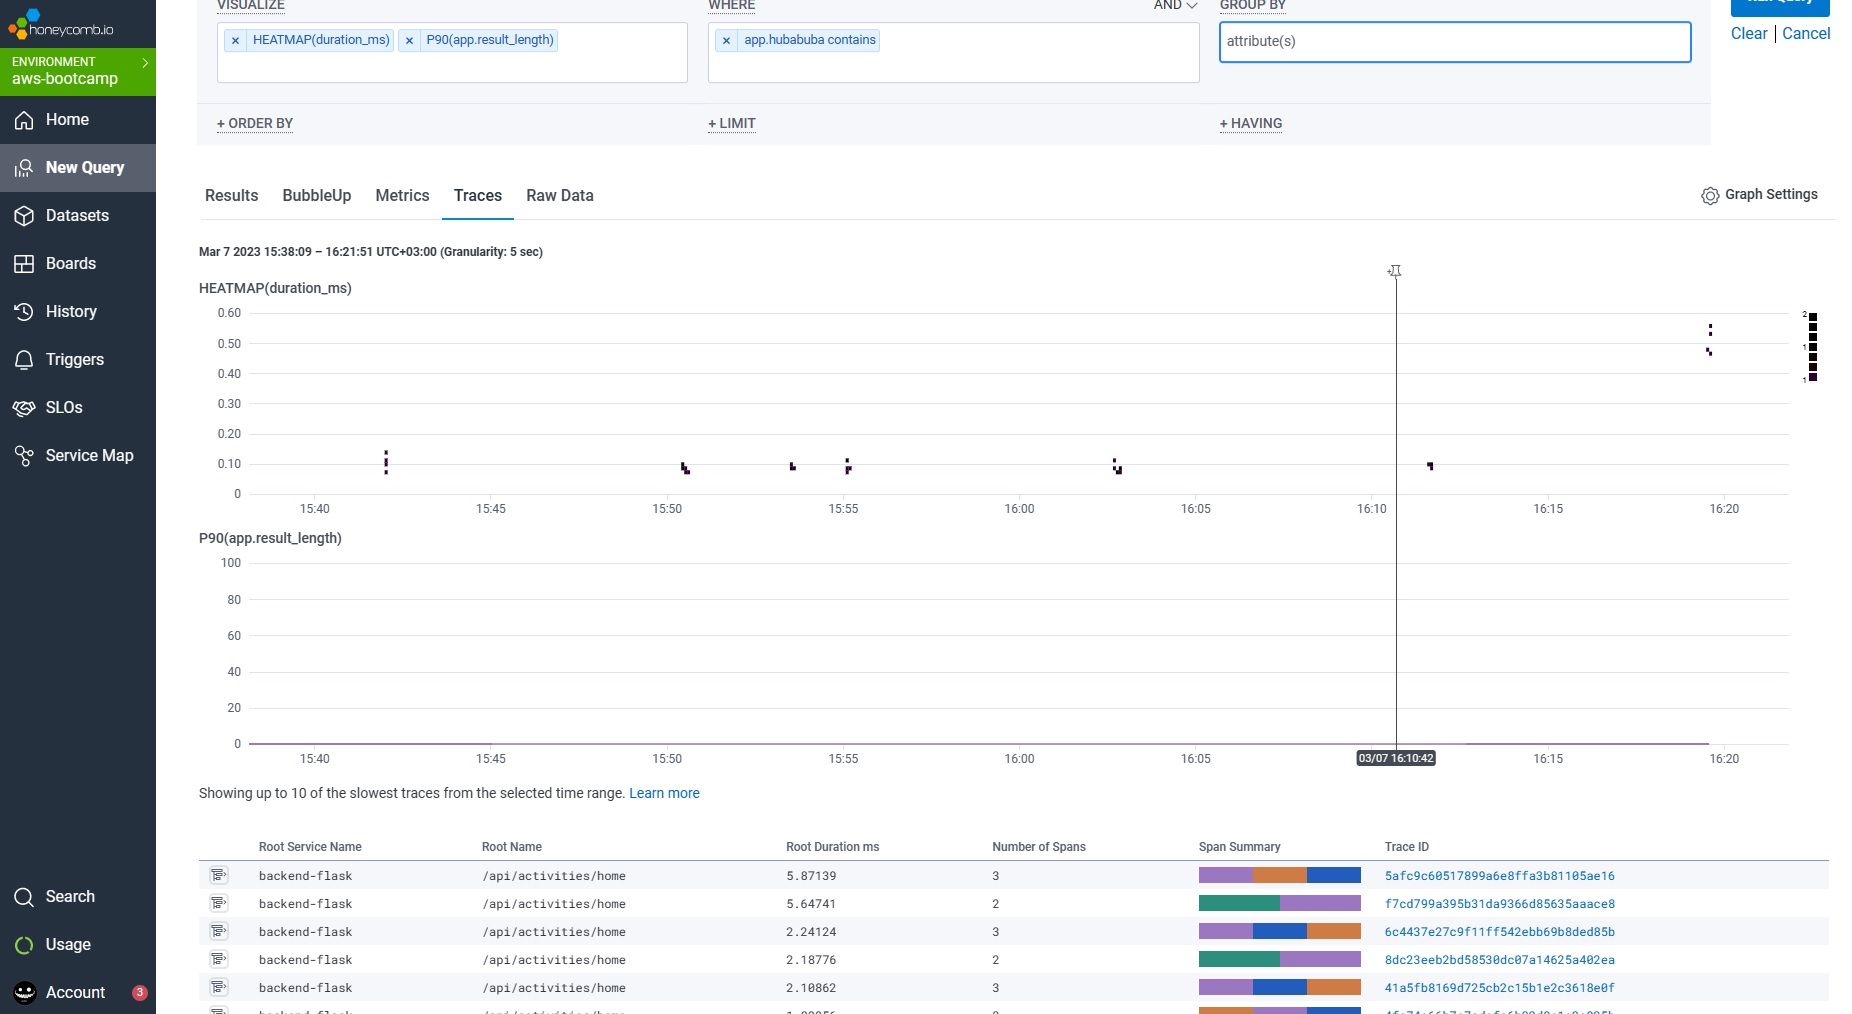 honeycomb.io
ENVIRONMENT
aws-bootcamp
Home
New Query
Datasets
Boards
History
Triggers
SLOs
Service Map
Search
Usage
Account 3
VISUALIZE WHERE AND GROUP BY
× HEATMAP(duration_ms) × P90(app.result_length) × app.hubabuba contains attribute(s)
Clear | Cancel
+ ORDER BY + LIMIT + HAVING
Results BubbleUp Metrics Traces Raw Data Graph Settings
Mar 7 2023 15:38:09 – 16:21:51 UTC+03:00 (Granularity: 5 sec)
HEATMAP(duration_ms)
0.60
0.50
0.40
0.30
0.20
0.10
0
2
1
1
15:40 15:45 15:50 15:55 16:00 16:05 16:10 16:15 16:20
P90(app.result_length)
100
80
60
40
20
0
15:40 15:45 15:50 15:55 16:00 16:05 03/07 16:10:42 16:15 16:20
Showing up to 10 of the slowest traces from the selected time range. Learn more
Root Service Name Root Name Root Duration ms Number of Spans Span Summary Trace ID
backend-flask /api/activities/home 5.87139 3 5afc9c60517899a6e8ffa3b81105ae16
backend-flask /api/activities/home 5.64741 2 f7cd799a395b31da9366d85635aaace8
backend-flask /api/activities/home 2.24124 3 6c4437e27c9f11ff542ebb69b8ded85b
backend-flask /api/activities/home 2.18776 2 8dc23eeb2bd58530dc07a14625a402ea
backend-flask /api/activities/home 2.10862 3 41a5fb8169d725cb2c15b1e2c3618e0f